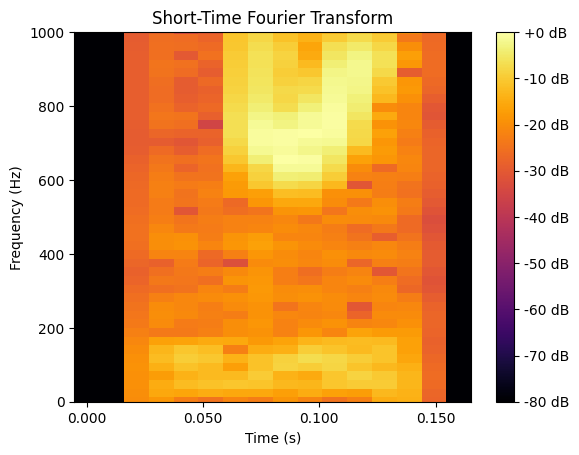 Short-Time Fourier Transform
1000
800
600
400
200
0
Frequency (Hz)
0.000
0.050
0.100
0.150
Time (s)
+0 dB
-10 dB
-20 dB
-30 dB
-40 dB
-50 dB
-60 dB
-70 dB
-80 dB